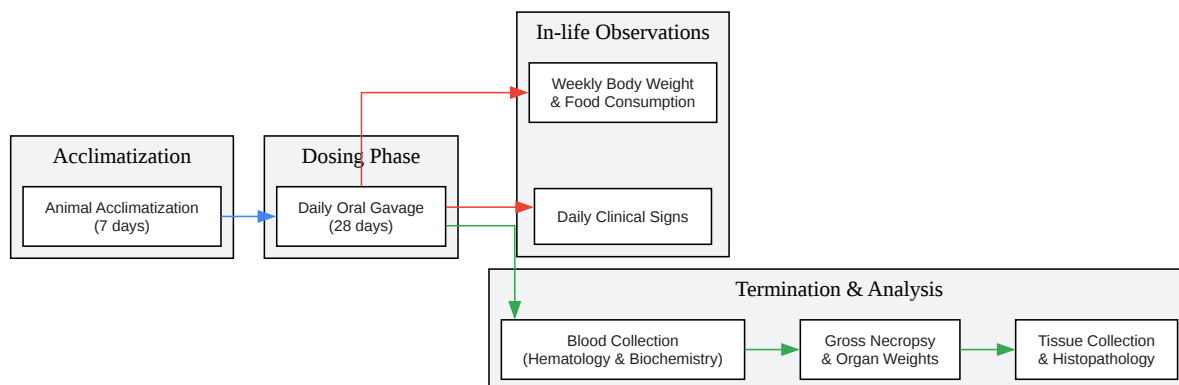 Acclimatization
Animal Acclimatization
(7 days)
Dosing Phase
Daily Oral Gavage
(28 days)
In-life Observations
Weekly Body Weight
& Food Consumption
Daily Clinical Signs
Termination & Analysis
Blood Collection
(Hematology & Biochemistry)
Gross Necropsy
& Organ Weights
Tissue Collection
& Histopathology